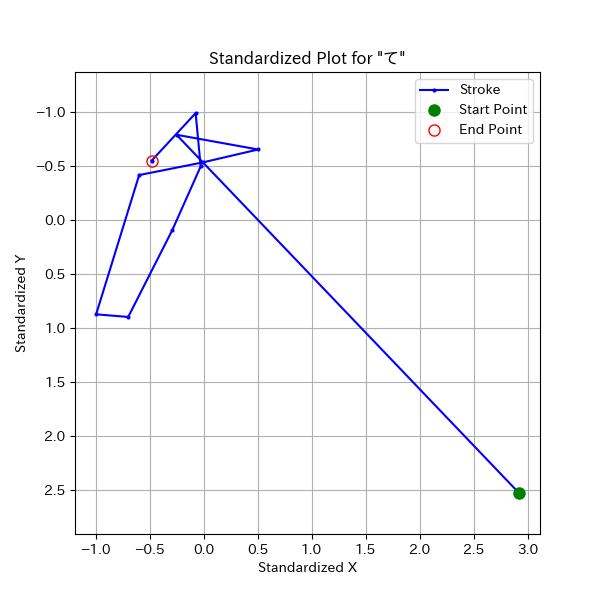 Standardized Plot for "て"
Stroke
Start Point
End Point
Standardized Y
−1.0
−0.5
0.0
0.5
1.0
1.5
2.0
2.5
−1.0 −0.5 0.0 0.5 1.0 1.5 2.0 2.5 3.0
Standardized X